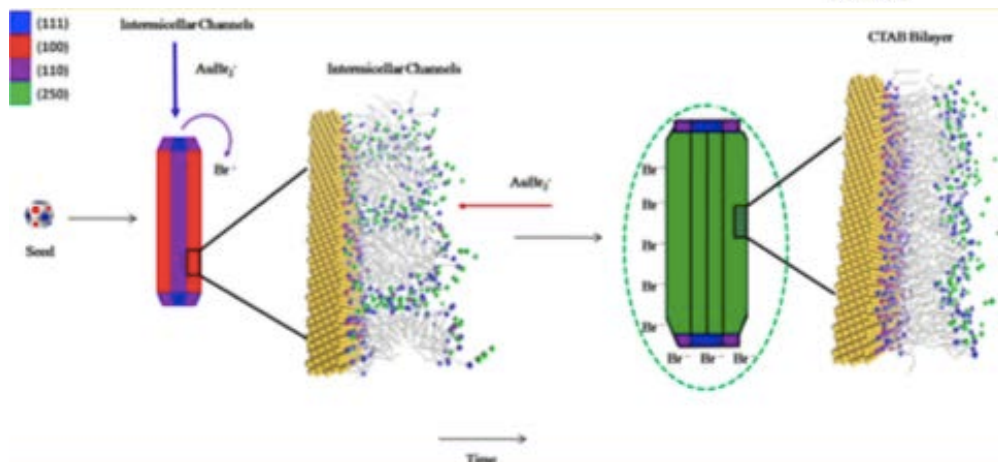 (111)
(100)
(110)
(250)
Intermicellar Channels
AuBr₂⁻
Br⁻
Seed
Intermicellar Channels
AuBr₂⁻
Br⁻
Br⁻
Br⁻
Br⁻
Br⁻
Br⁻ Br⁻ Br⁻
CTAB Bilayer
Time